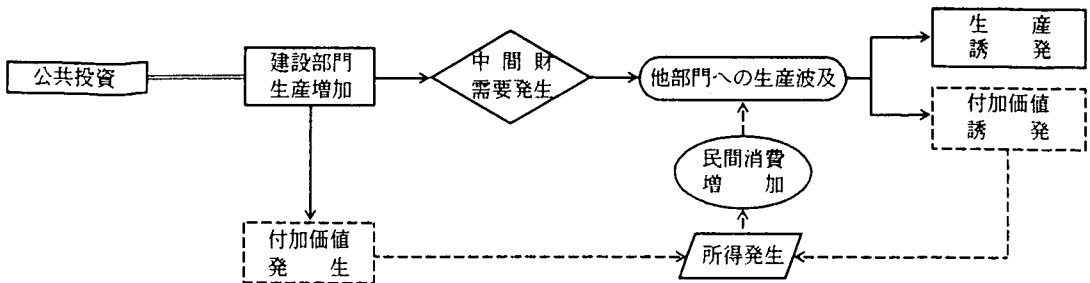 公共投資
建設部門
生産増加
中間財
需要発生
他部門への生産波及
生産
誘発
付加価値
誘発
民間消費
増加
付加価値
発生
所得発生